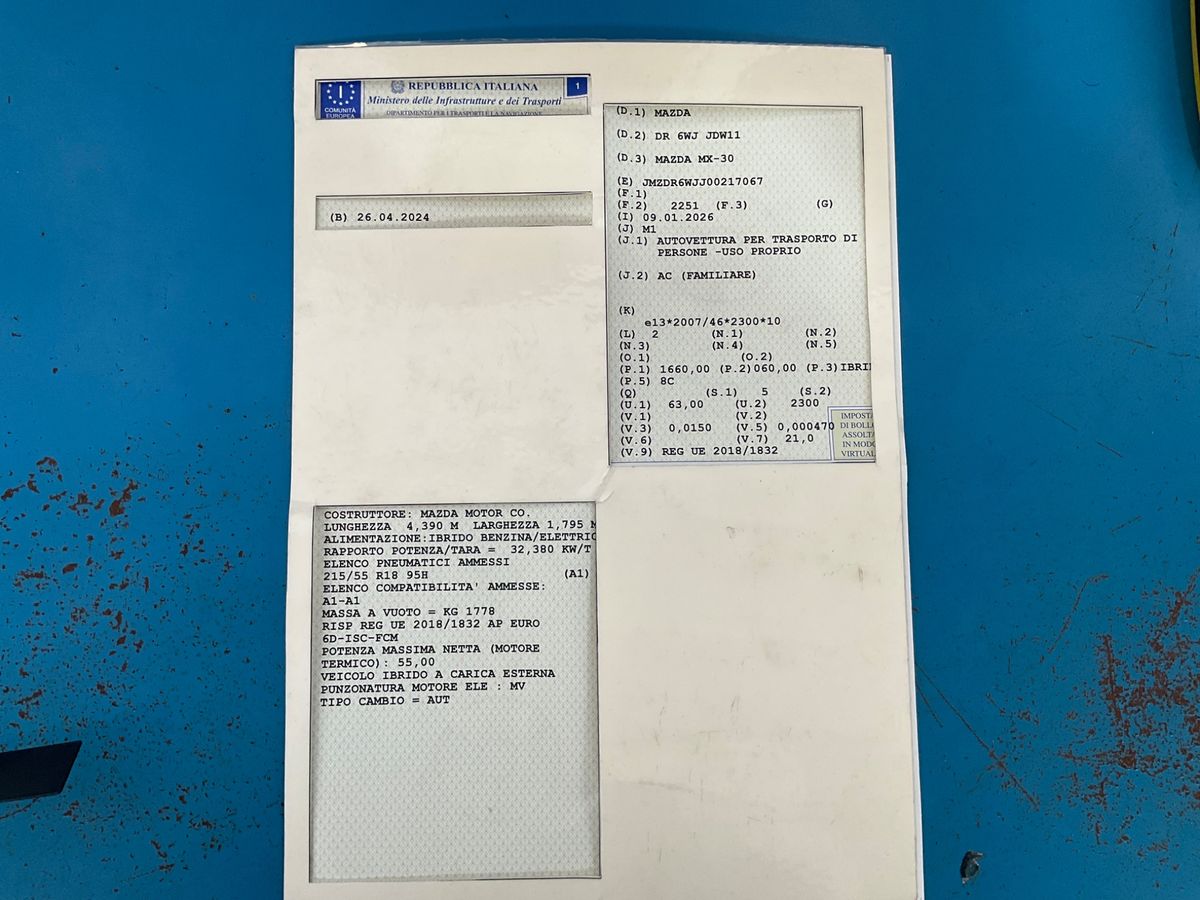 COMUNITÀ
EUROPEA
REPUBBLICA ITALIANA
1
Ministero delle Infrastrutture e dei Trasporti
DIPARTIMENTO PER I TRASPORTI E LA NAVIGAZIONE
(B) 26.04.2024
(D.1) MAZDA
(D.2) DR 6WJ JDW11
(D.3) MAZDA MX-30
(E) JMZDR6WJJ00217067
(F.1)
(F.2) 2251 (F.3) (G)
(I) 09.01.2026
(J) M1
(J.1) AUTOVETTURA PER TRASPORTO DI
PERSONE -USO PROPRIO
(J.2) AC (FAMILIARE)
(K)
e13*2007/46*2300*10
(L) 2 (N.1) (N.2)
(N.3) (N.4) (N.5)
(O.1) (O.2)
(P.1) 1660,00 (P.2)060,00 (P.3)IBRI
(P.5) 8C
(Q) (S.1) 5 (S.2)
(U.1) 63,00 (U.2) 2300
(V.1) (V.2)
(V.3) 0,0150 (V.5) 0,000470
(V.6) (V.7) 21,0
(V.9) REG UE 2018/1832
IMPOSTA
DI BOLLO
ASSOLTA
IN MODO
VIRTUAL
COSTRUTTORE: MAZDA MOTOR CO.
LUNGHEZZA 4,390 M LARGHEZZA 1,795 M
ALIMENTAZIONE:IBRIDO BENZINA/ELETTRIC
RAPPORTO POTENZA/TARA = 32,380 KW/T
ELENCO PNEUMATICI AMMESSI
215/55 R18 95H (A1)
ELENCO COMPATIBILITA' AMMESSE:
A1-A1
MASSA A VUOTO = KG 1778
RISP REG UE 2018/1832 AP EURO
6D-ISC-FCM
POTENZA MASSIMA NETTA (MOTORE
TERMICO): 55,00
VEICOLO IBRIDO A CARICA ESTERNA
PUNZONATURA MOTORE ELE : MV
TIPO CAMBIO = AUT